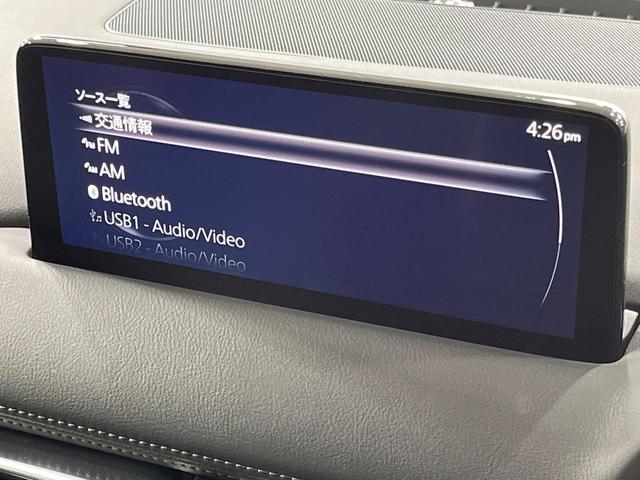 ソース一覧
4:26pm
交通情報
FM
AM
Bluetooth
USB1 - Audio/Video
USB2 - Audio/Video